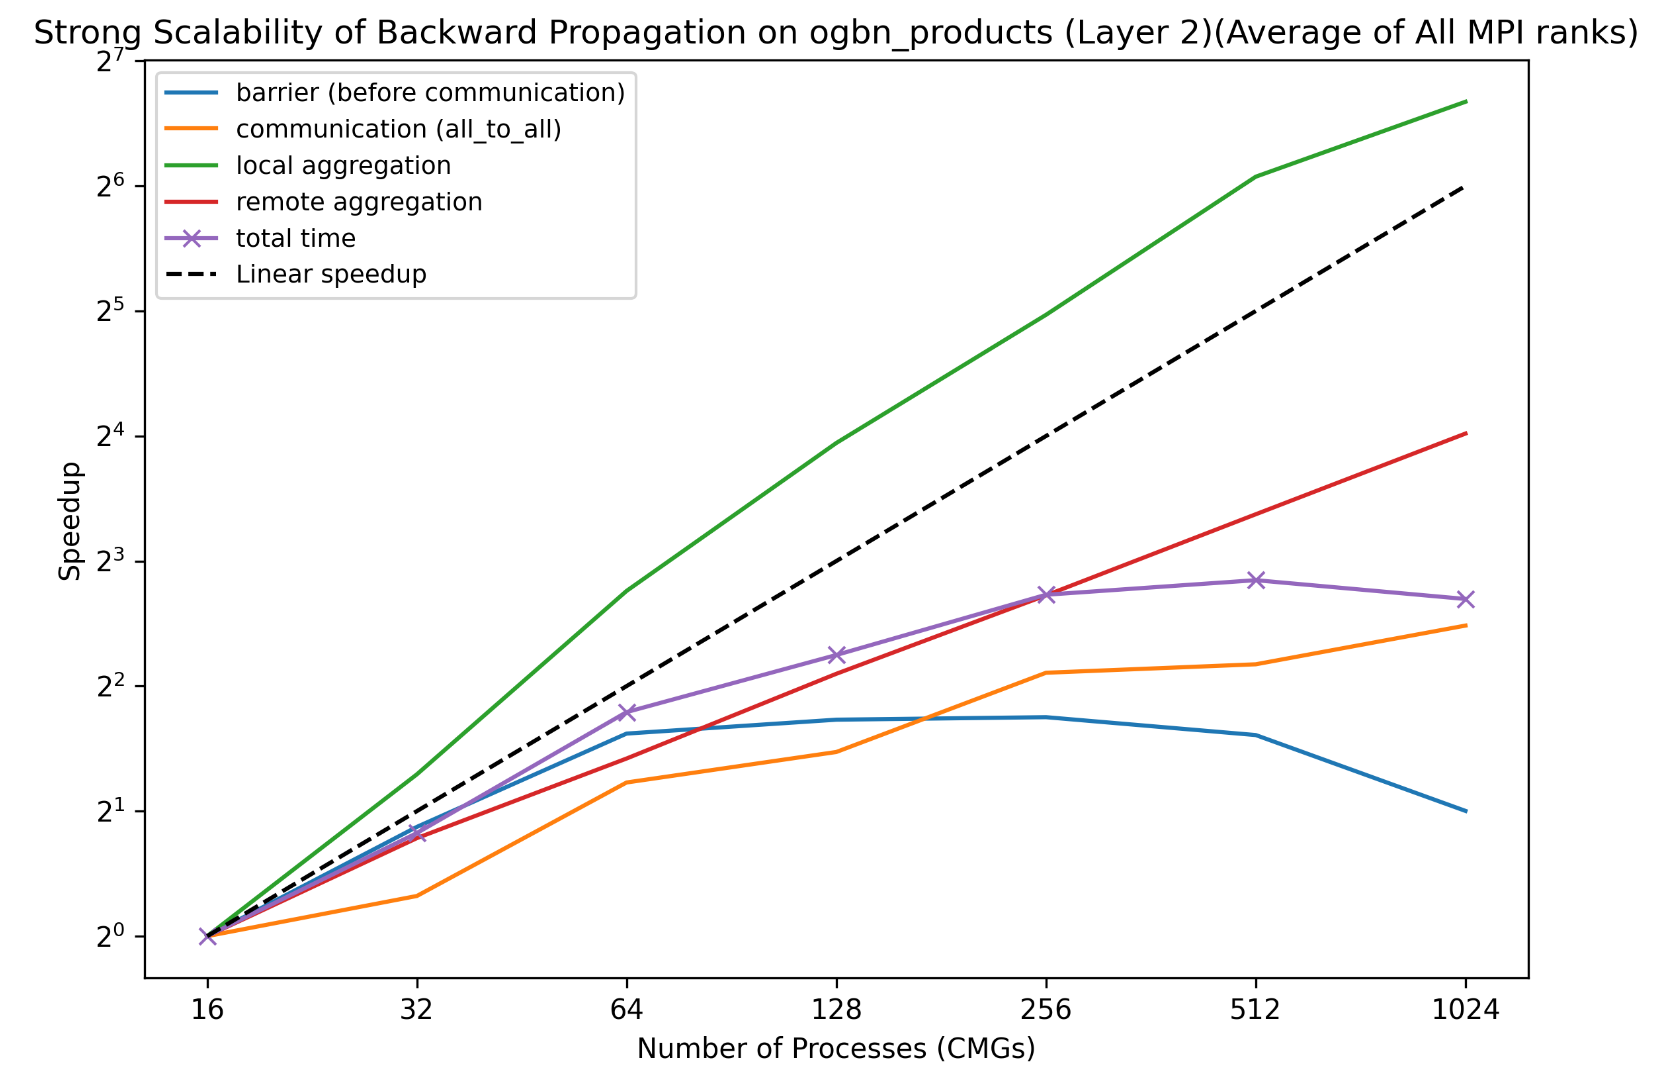 Strong Scalability of Backward Propagation on ogbn_products (Layer 2)(Average of All MPI ranks)
2^7
2^6
2^5
2^4
2^3
2^2
2^1
2^0
Speedup
barrier (before communication)
communication (all_to_all)
local aggregation
remote aggregation
total time
Linear speedup
16 32 64 128 256 512 1024
Number of Processes (CMGs)